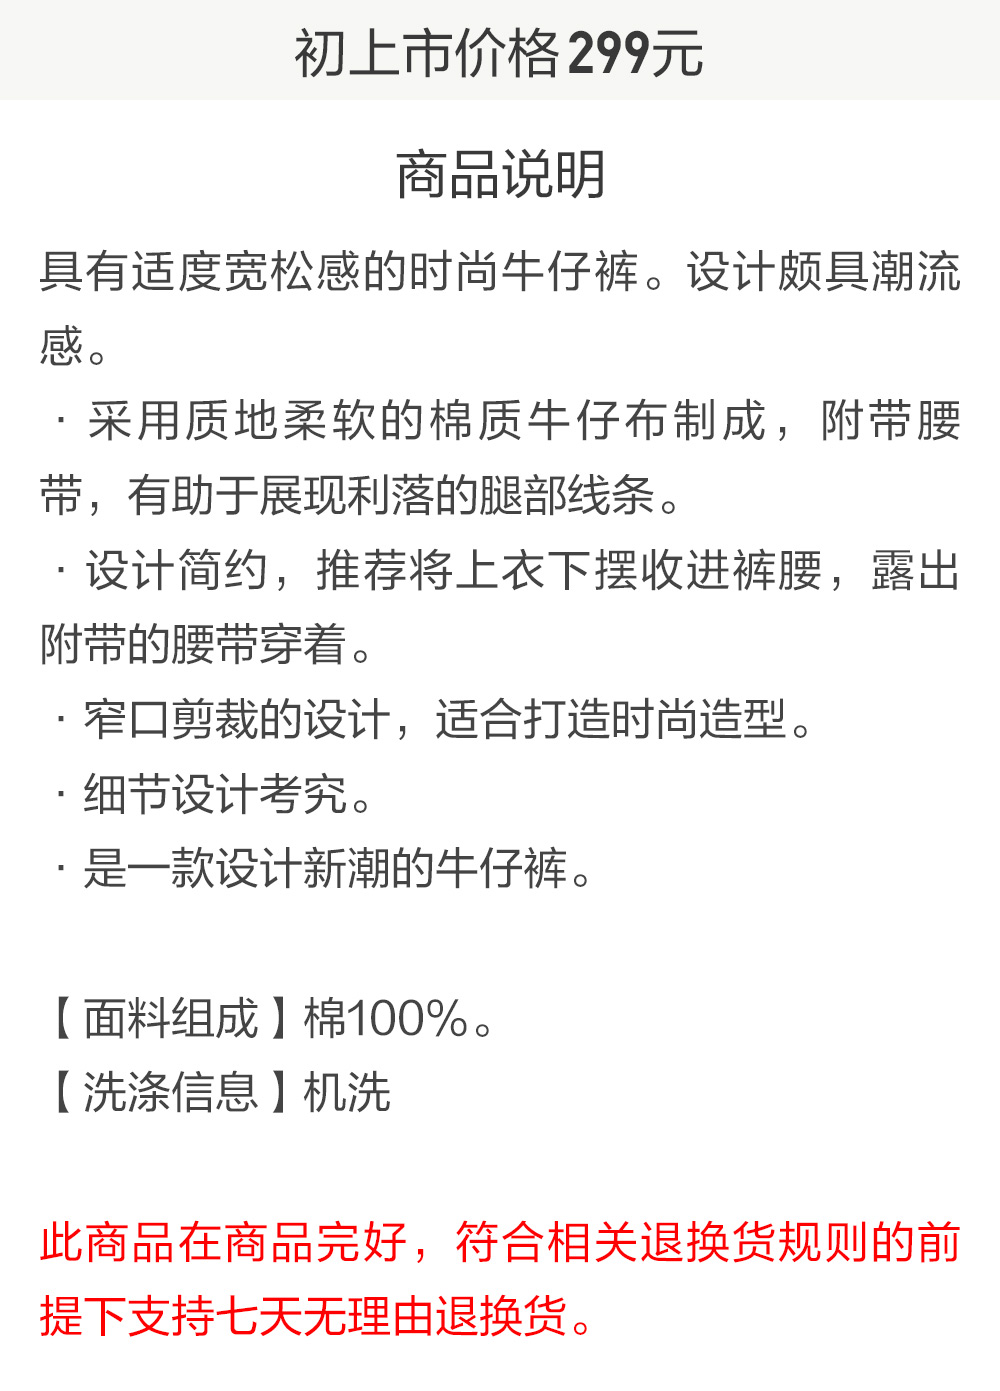 初上市价格299元
商品说明
具有适度宽松感的时尚牛仔裤。设计颇具潮流
感。
· 采用质地柔软的棉质牛仔布制成，附带腰
带，有助于展现利落的腿部线条。
· 设计简约，推荐将上衣下摆收进裤腰，露出
附带的腰带穿着。
· 窄口剪裁的设计，适合打造时尚造型。
· 细节设计考究。
· 是一款设计新潮的牛仔裤。
【面料组成】棉100%。
【洗涤信息】机洗
此商品在商品完好，符合相关退换货规则的前
提下支持七天无理由退换货。